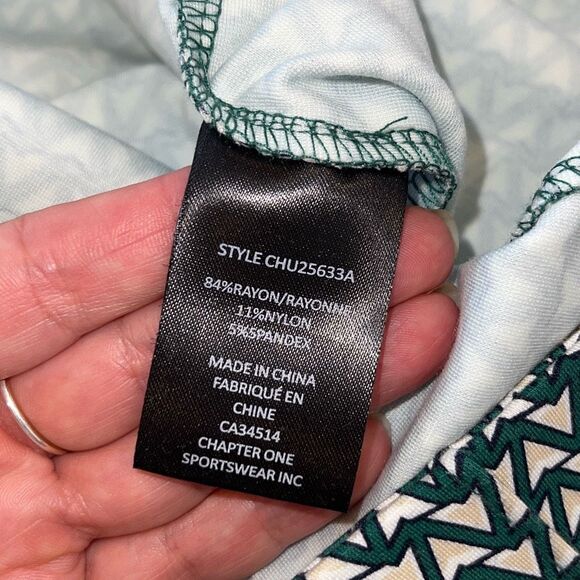 STYLE CHU25633A
84%RAYON/RAYONNE
11%NYLON
5%SPANDEX
MADE IN CHINA
FABRIQUÉ EN
CHINE
CA34514
CHAPTER ONE
SPORTSWEAR INC